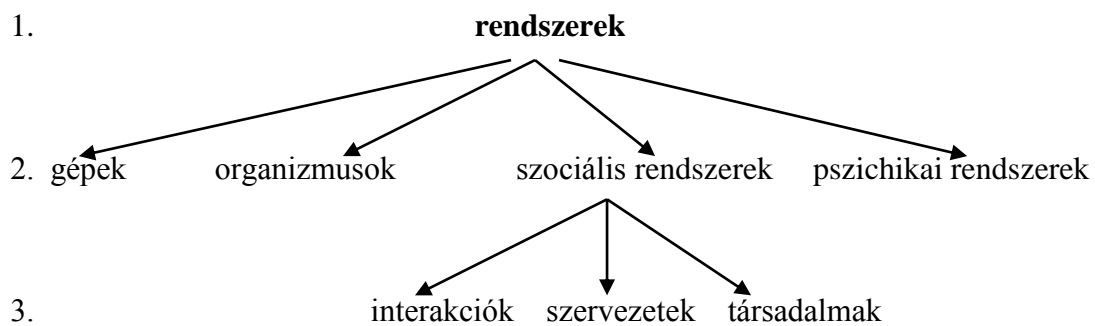 1. rendszerek
2. gépek organizmusok szociális rendszerek pszichikai rendszerek
3. interakciók szervezetek társadalmak